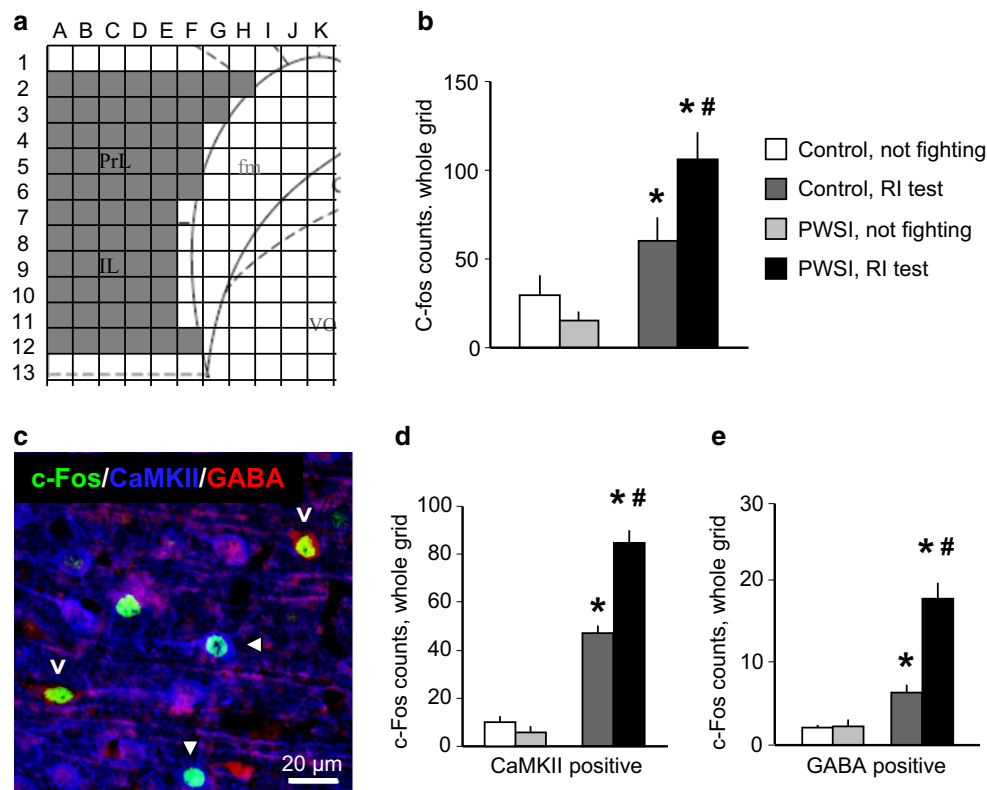 a
A B C D E F G H I J K
1
2
3
4
5
6
7
8
9
10
11
12
13
PrL
fm
IL
VO
b
C-fos counts. whole grid
150
100
50
0
*
* #
Control, not fighting
Control, RI test
PWSI, not fighting
PWSI, RI test
c
c-Fos/CaMKII/GABA
v
v
20 µm
d
c-Fos counts, whole grid
100
80
60
40
20
0
*
* #
CaMKII positive
e
c-Fos counts, whole grid
30
20
10
0
*
* #
GABA positive